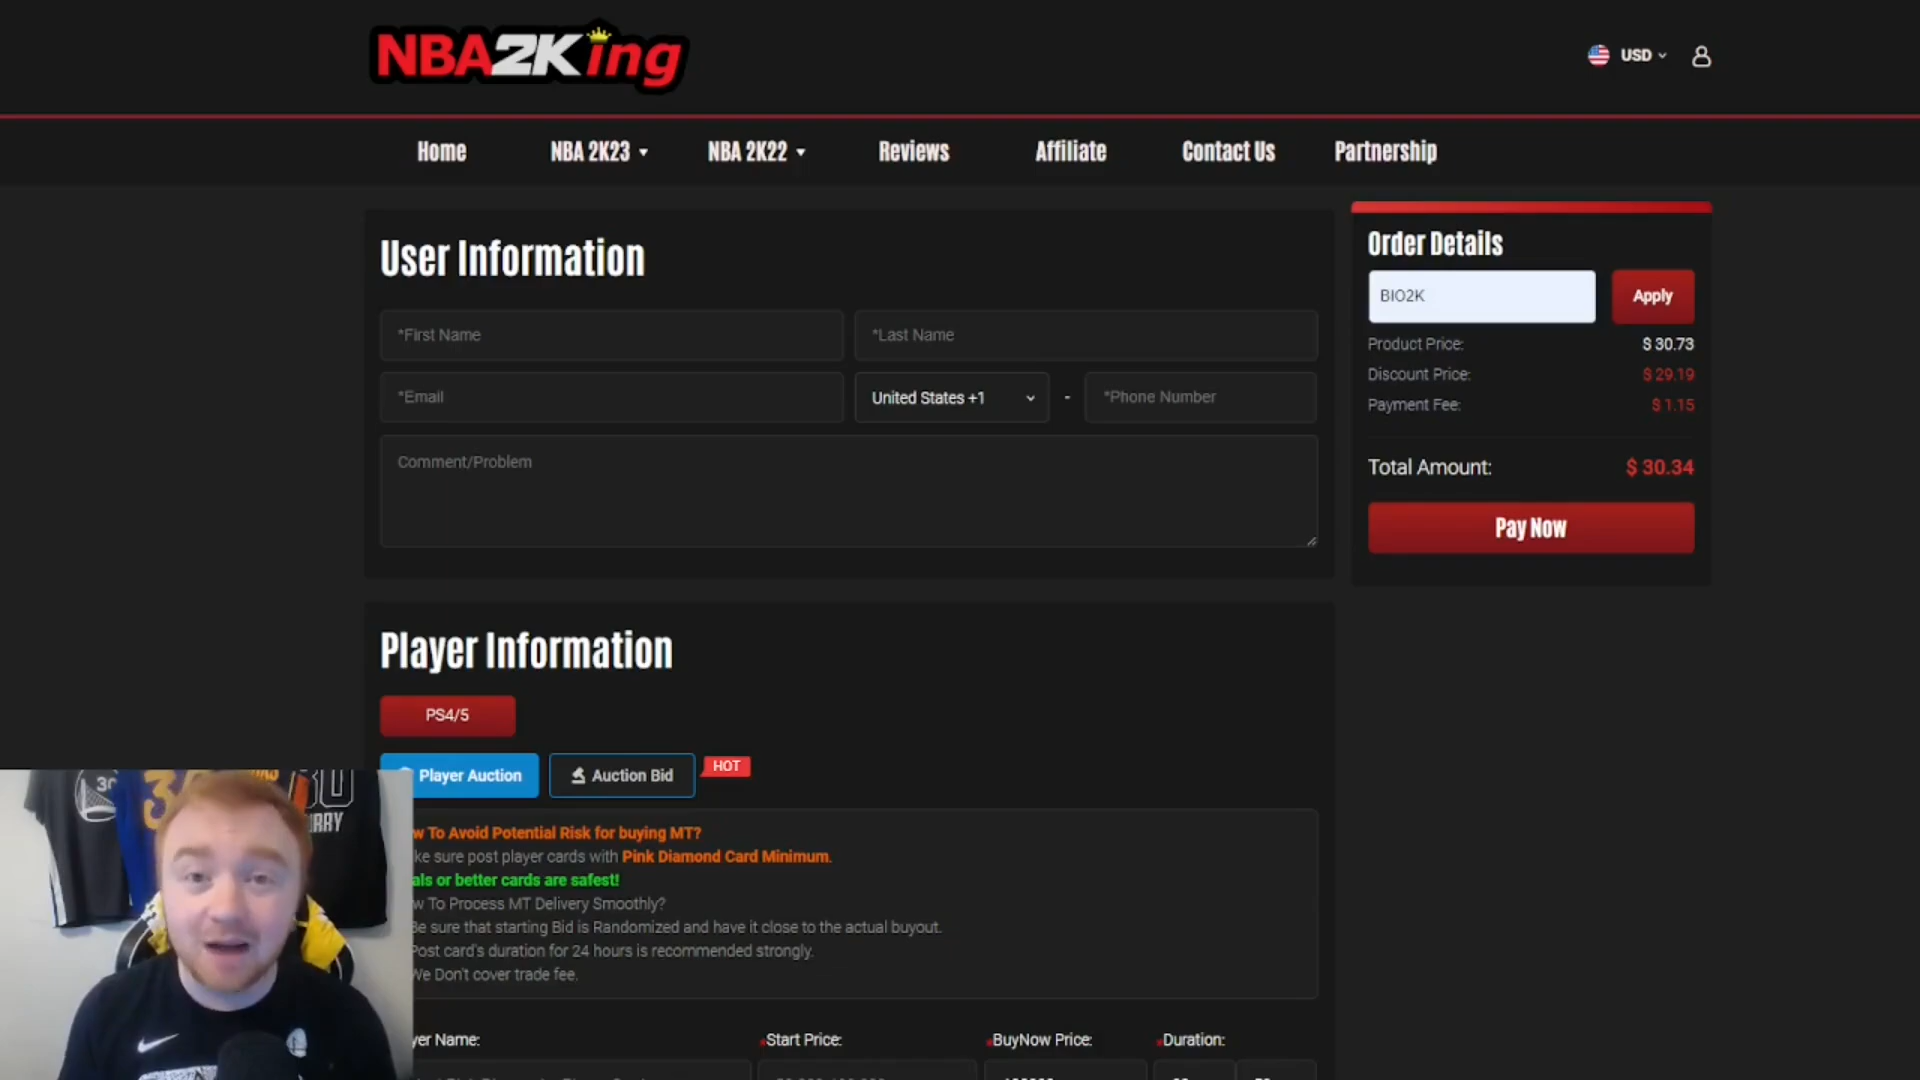 NBA2King
USD
Home
NBA 2K23
NBA 2K22
Reviews
Affiliate
Contact Us
Partnership
User Information
*First Name
*Last Name
*Email
United States +1
-
*Phone Number
Comment/Problem
Order Details
BIO2K
Apply
Product Price:
$ 30.73
Discount Price:
$ 29.19
Payment Fee:
$ 1.15
Total Amount:
$ 30.34
Pay Now
Player Information
PS4/5
Player Auction
Auction Bid
HOT
w To Avoid Potential Risk for buying MT?
ke sure post player cards with Pink Diamond Card Minimum.
als or better cards are safest!
w To Process MT Delivery Smoothly?
Be sure that starting Bid is Randomized and have it close to the actual buyout.
Post card's duration for 24 hours is recommended strongly.
We Don't cover trade fee.
yer Name:
*Start Price:
*BuyNow Price:
*Duration:
30